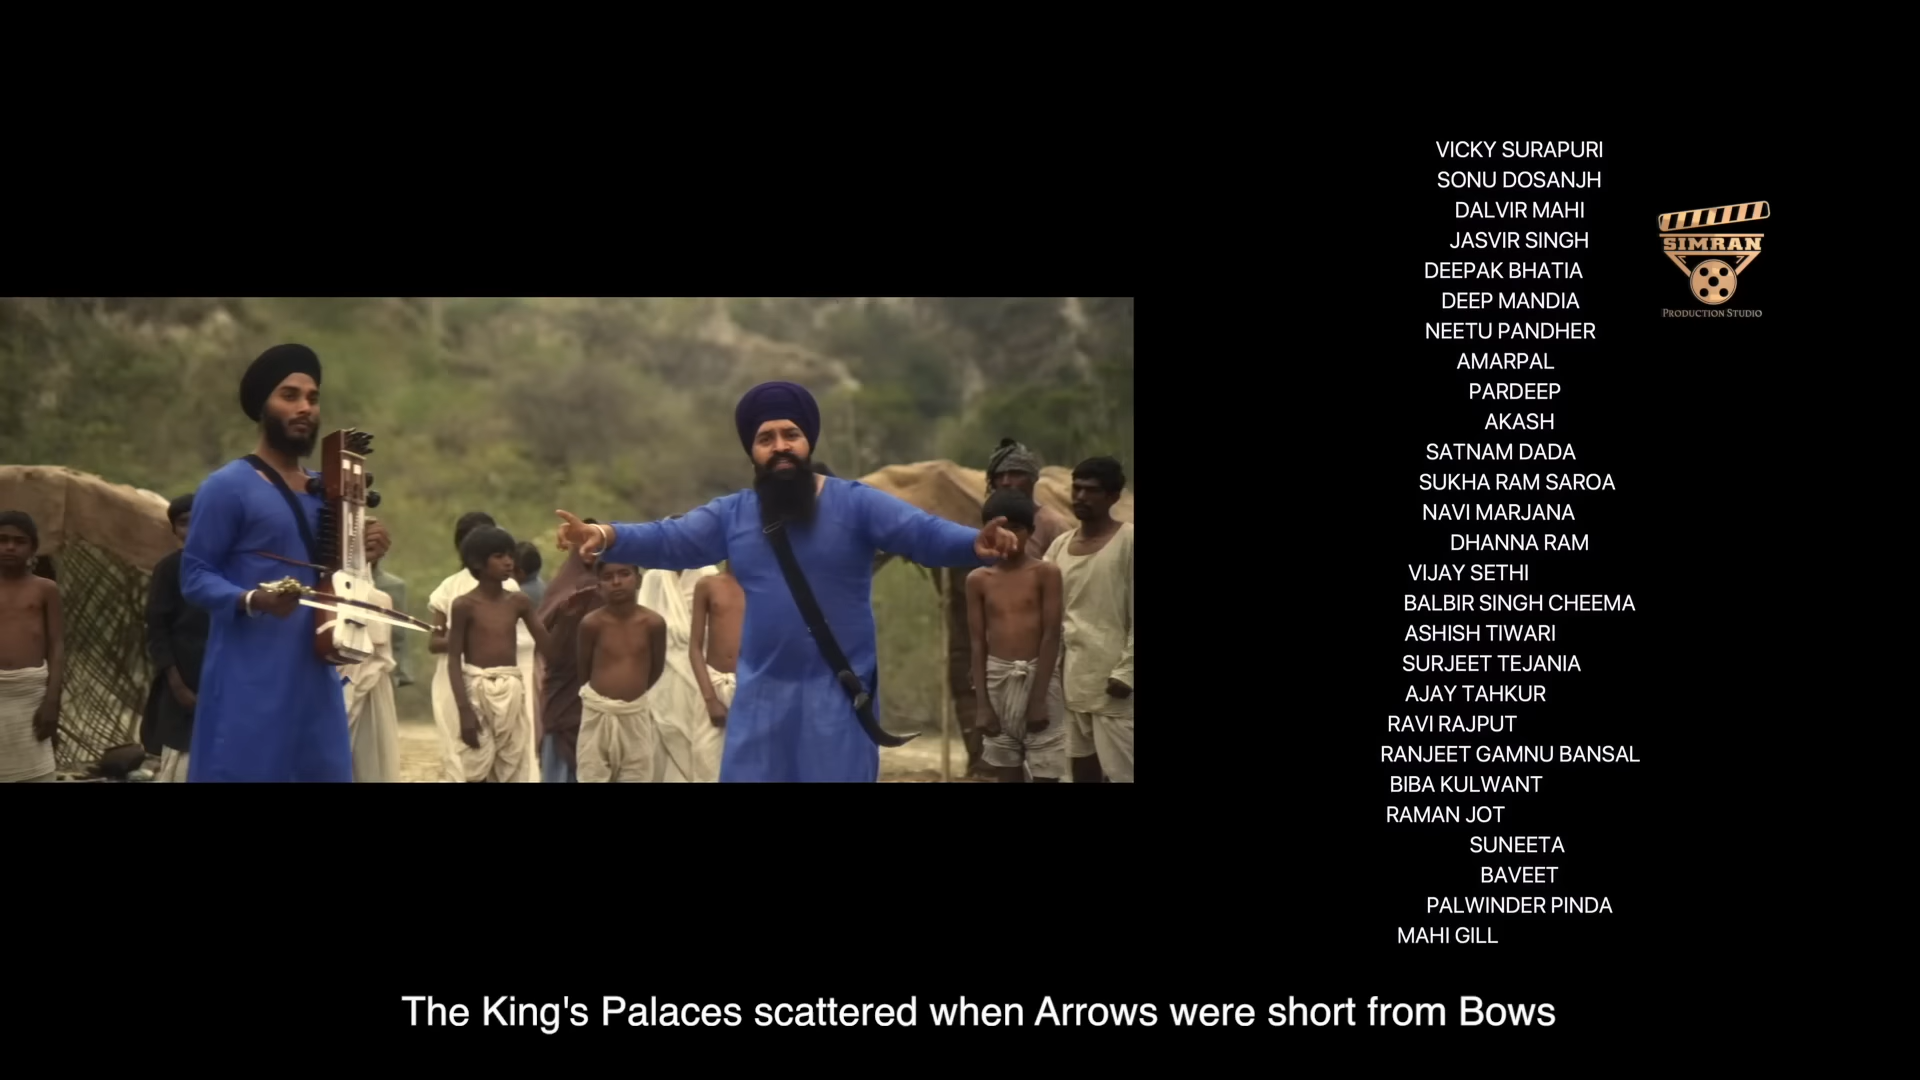 VICKY SURAPURI
SONU DOSANJH
DALVIR MAHI
JASVIR SINGH
DEEPAK BHATIA
DEEP MANDIA
NEETU PANDHER
AMARPAL
PARDEEP
AKASH
SATNAM DADA
SUKHA RAM SAROA
NAVI MARJANA
DHANNA RAM
VIJAY SETHI
BALBIR SINGH CHEEMA
ASHISH TIWARI
SURJEET TEJANIA
AJAY TAHKUR
RAVI RAJPUT
RANJEET GAMNU BANSAL
BIBA KULWANT
RAMAN JOT
SUNEETA
BAVEET
PALWINDER PINDA
MAHI GILL
SIMRAN
PRODUCTION STUDIO
The King's Palaces scattered when Arrows were short from Bows